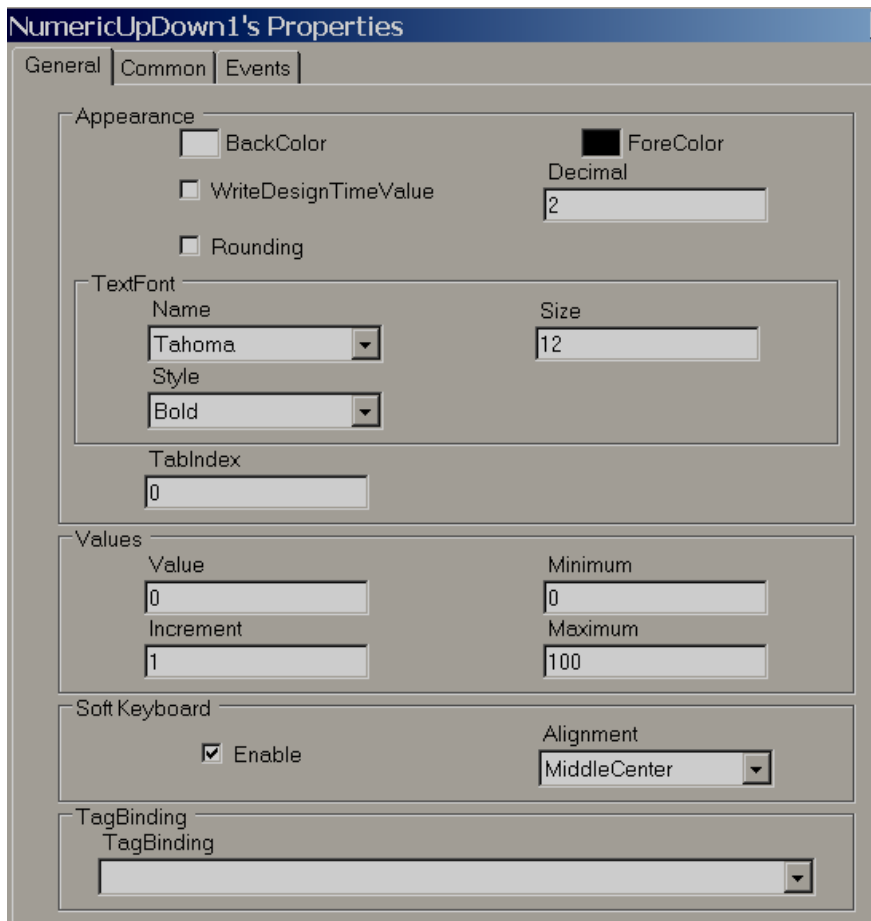 NumericUpDown1's Properties
General Common Events
Appearance
BackColor ForeColor
WriteDesignTimeValue Decimal
2
Rounding
TextFont
Name Size
Tahoma 12
Style
Bold
TabIndex
0
Values
Value Minimum
0 0
Increment Maximum
1 100
Soft Keyboard
Enable Alignment
MiddleCenter
TagBinding
TagBinding